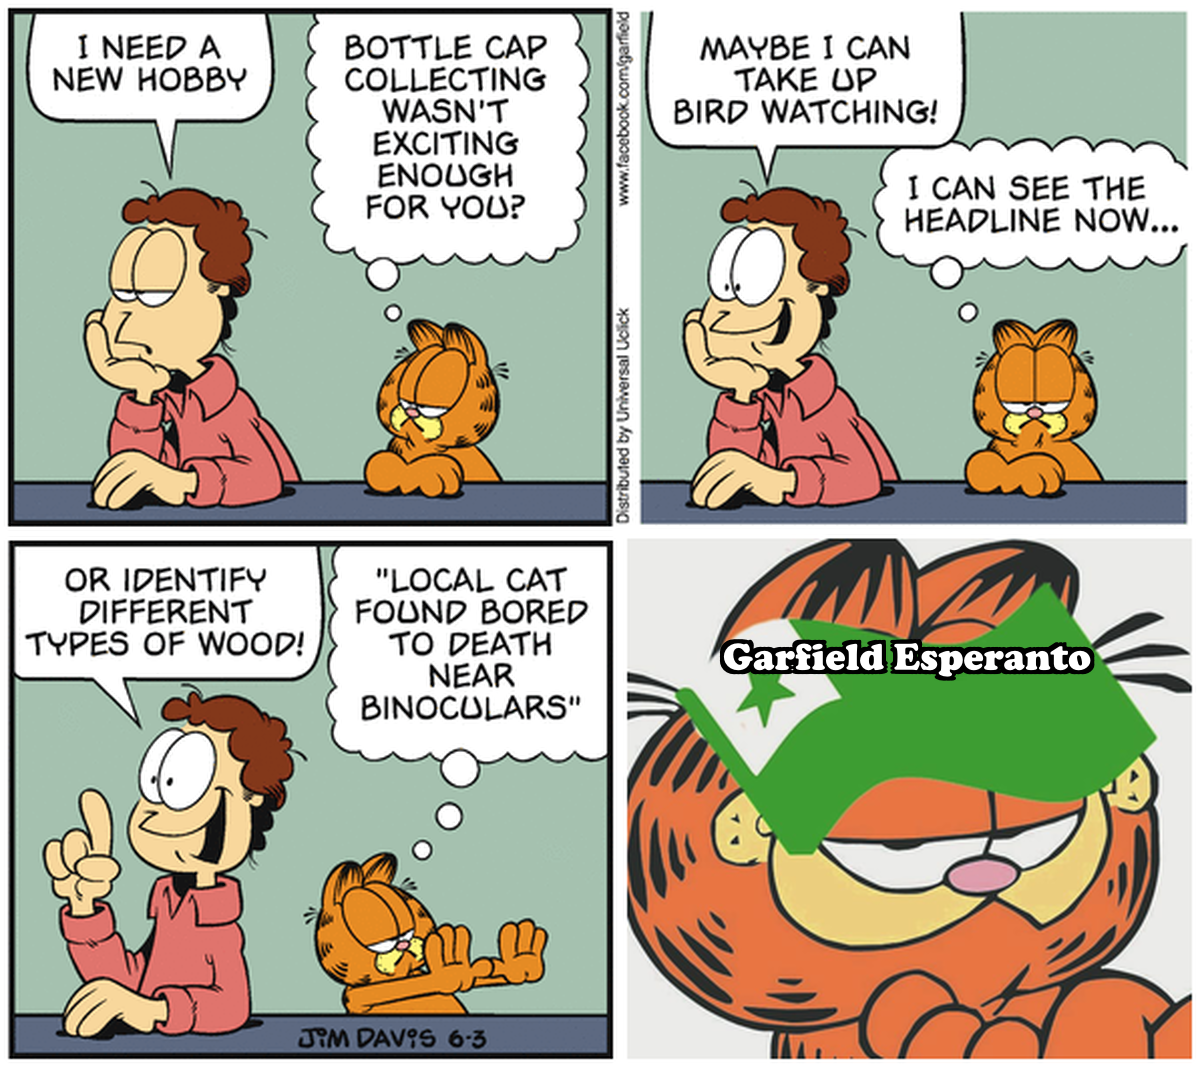 I NEED A
NEW HOBBY
BOTTLE CAP
COLLECTING
WASN'T
EXCITING
ENOUGH
FOR YOU?
www.facebook.com/garfield
Distributed by Universal Uclick
MAYBE I CAN
TAKE UP
BIRD WATCHING!
I CAN SEE THE
HEADLINE NOW...
OR IDENTIFY
DIFFERENT
TYPES OF WOOD!
"LOCAL CAT
FOUND BORED
TO DEATH
NEAR
BINOCULARS"
JIM DAVIS 6-3
Garfield Esperanto